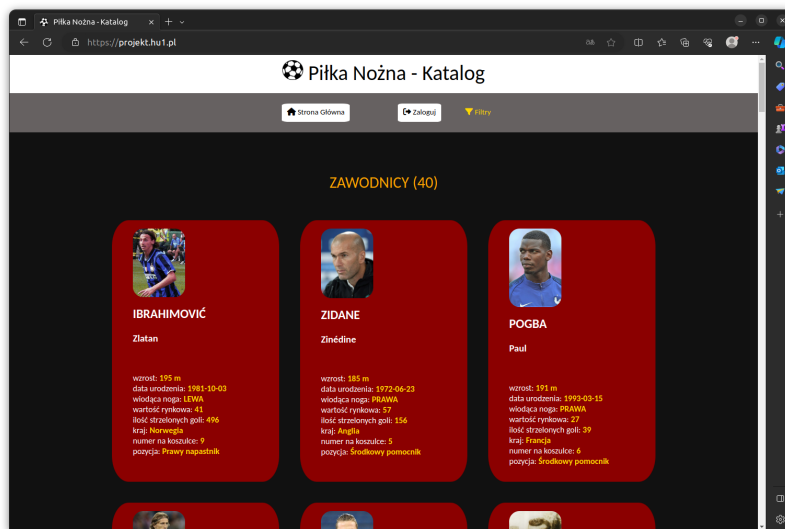 Piłka Nożna - Katalog
https://projekt.hu1.pl
Piłka Nożna - Katalog
Strona Główna
Zaloguj
Filtry
ZAWODNICY (40)
IBRAHIMOVIĆ
Zlatan
wzrost: 195 m
data urodzenia: 1981-10-03
wiodąca noga: LEWA
wartość rynkowa: 41
ilość strzelonych goli: 496
kraj: Norwegia
numer na koszulce: 9
pozycja: Prawy napastnik
ZIDANE
Zinédine
wzrost: 185 m
data urodzenia: 1972-06-23
wiodąca noga: PRAWA
wartość rynkowa: 57
ilość strzelonych goli: 156
kraj: Anglia
numer na koszulce: 5
pozycja: Środkowy pomocnik
POGBA
Paul
wzrost: 191 m
data urodzenia: 1993-03-15
wiodąca noga: PRAWA
wartość rynkowa: 27
ilość strzelonych goli: 39
kraj: Francja
numer na koszulce: 6
pozycja: Środkowy pomocnik